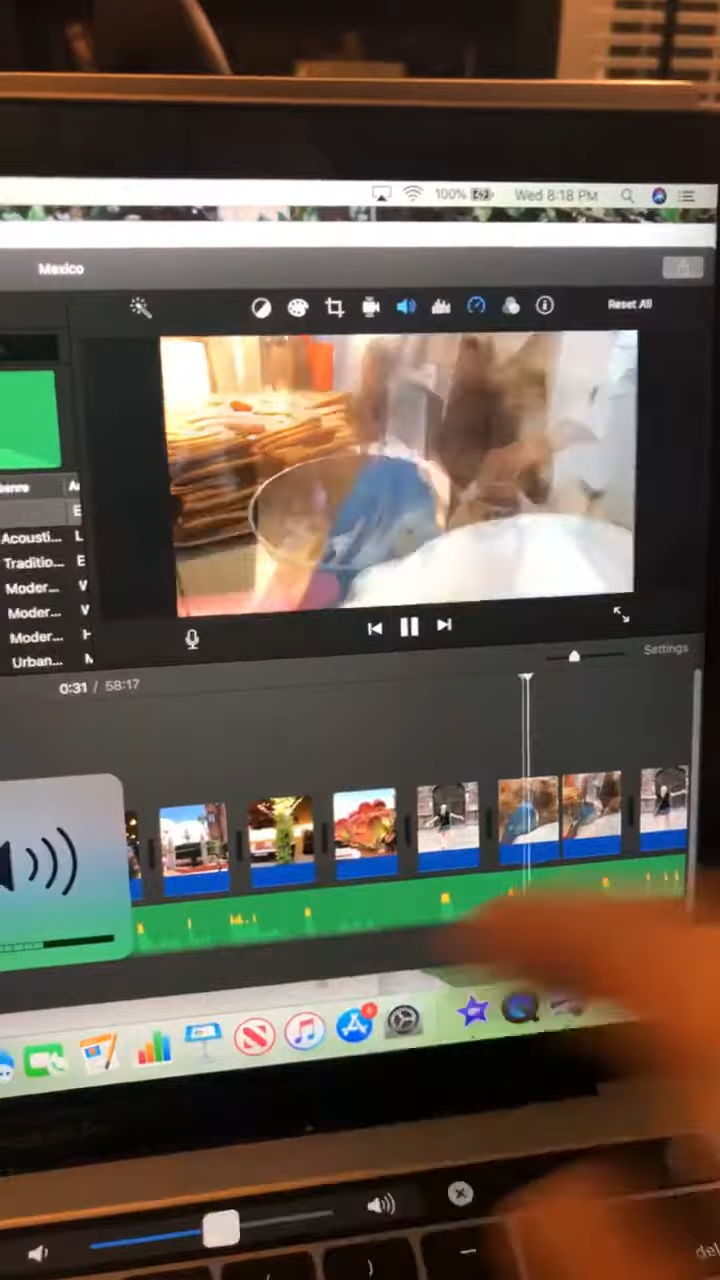 100% Wed 8:18 PM
Mexico
Reset All
Acousti...
Traditio...
Moder...
Moder...
Moder...
Urban...
Settings
0:31 / 58:17
del